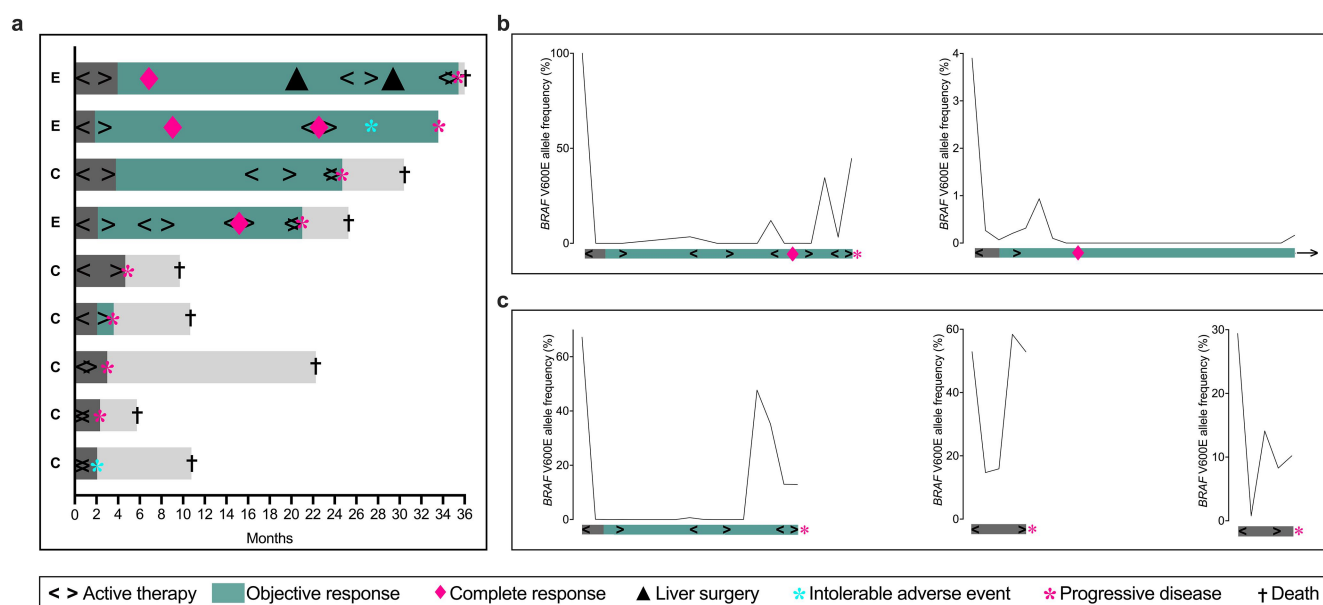 a
E
E
C
E
C
C
C
C
C
0 2 4 6 8 10 12 14 16 18 20 22 24 26 28 30 32 34 36
Months
b
BRAF V600E allele frequency (%)
100
50
0
BRAF V600E allele frequency (%)
4
3
2
1
0
c
BRAF V600E allele frequency (%)
60
40
20
0
BRAF V600E allele frequency (%)
60
40
20
0
BRAF V600E allele frequency (%)
30
20
10
0
< > Active therapy Objective response Complete response Liver surgery Intolerable adverse event Progressive disease † Death